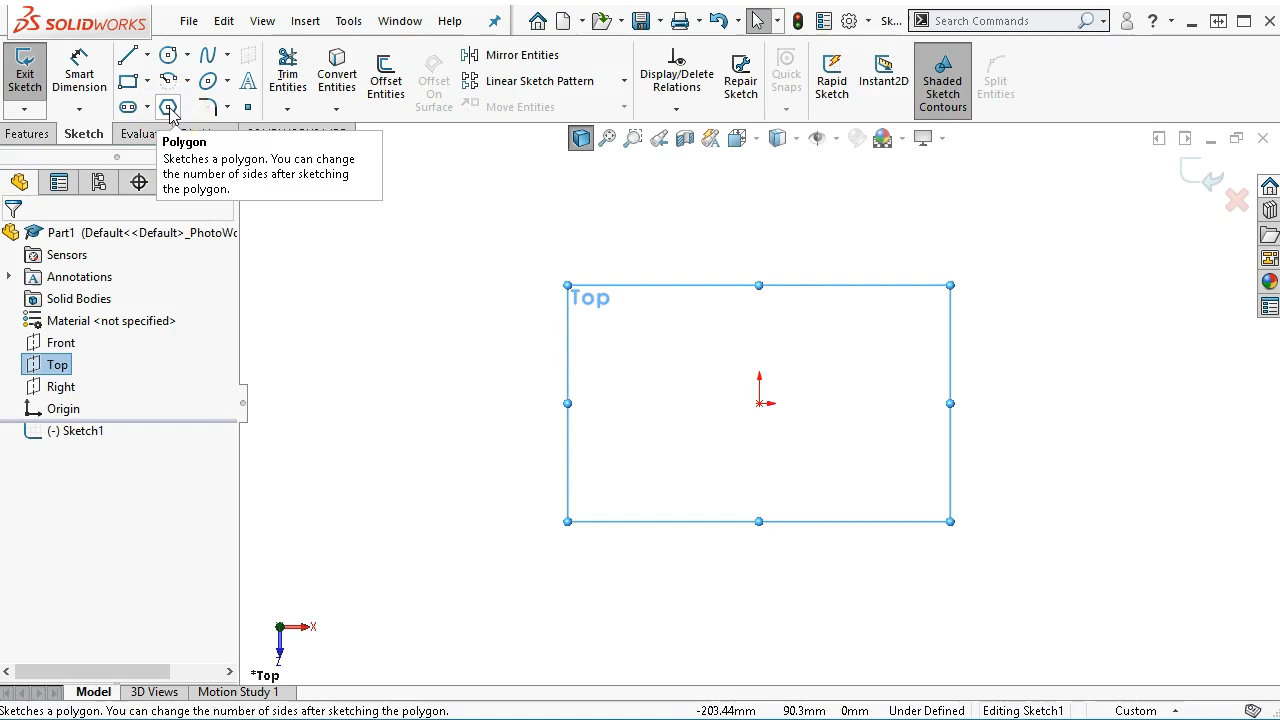 3S SOLIDWORKS
File Edit View Insert Tools Window Help
Sk...
Search Commands
Exit Sketch
Smart Dimension
Trim Entities
Convert Entities
Offset Entities
Offset On Surface
Mirror Entities
Linear Sketch Pattern
Move Entities
Display/Delete Relations
Repair Sketch
Quick Snaps
Rapid Sketch
Instant2D
Shaded Sketch Contours
Split Entities
Features Sketch Evalua
Polygon
Sketches a polygon. You can change
the number of sides after sketching
the polygon.
Part1 (Default<<Default>_PhotoWo
Sensors
Annotations
Solid Bodies
Material <not specified>
Front
Top
Right
Origin
(-) Sketch1
Top
X
Z
*Top
Model 3D Views Motion Study 1
Sketches a polygon. You can change the number of sides after sketching the polygon. -203.44mm 90.3mm 0mm Under Defined Editing Sketch1 Custom